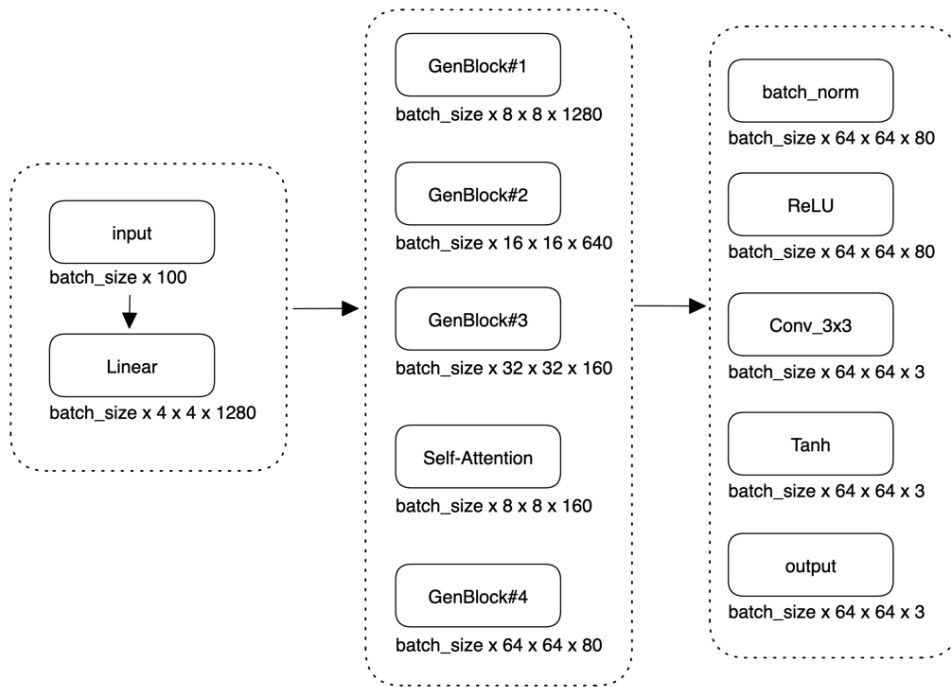 input
batch_size x 100
Linear
batch_size x 4 x 4 x 1280
GenBlock#1
batch_size x 8 x 8 x 1280
GenBlock#2
batch_size x 16 x 16 x 640
GenBlock#3
batch_size x 32 x 32 x 160
Self-Attention
batch_size x 8 x 8 x 160
GenBlock#4
batch_size x 64 x 64 x 80
batch_norm
batch_size x 64 x 64 x 80
ReLU
batch_size x 64 x 64 x 80
Conv_3x3
batch_size x 64 x 64 x 3
Tanh
batch_size x 64 x 64 x 3
output
batch_size x 64 x 64 x 3